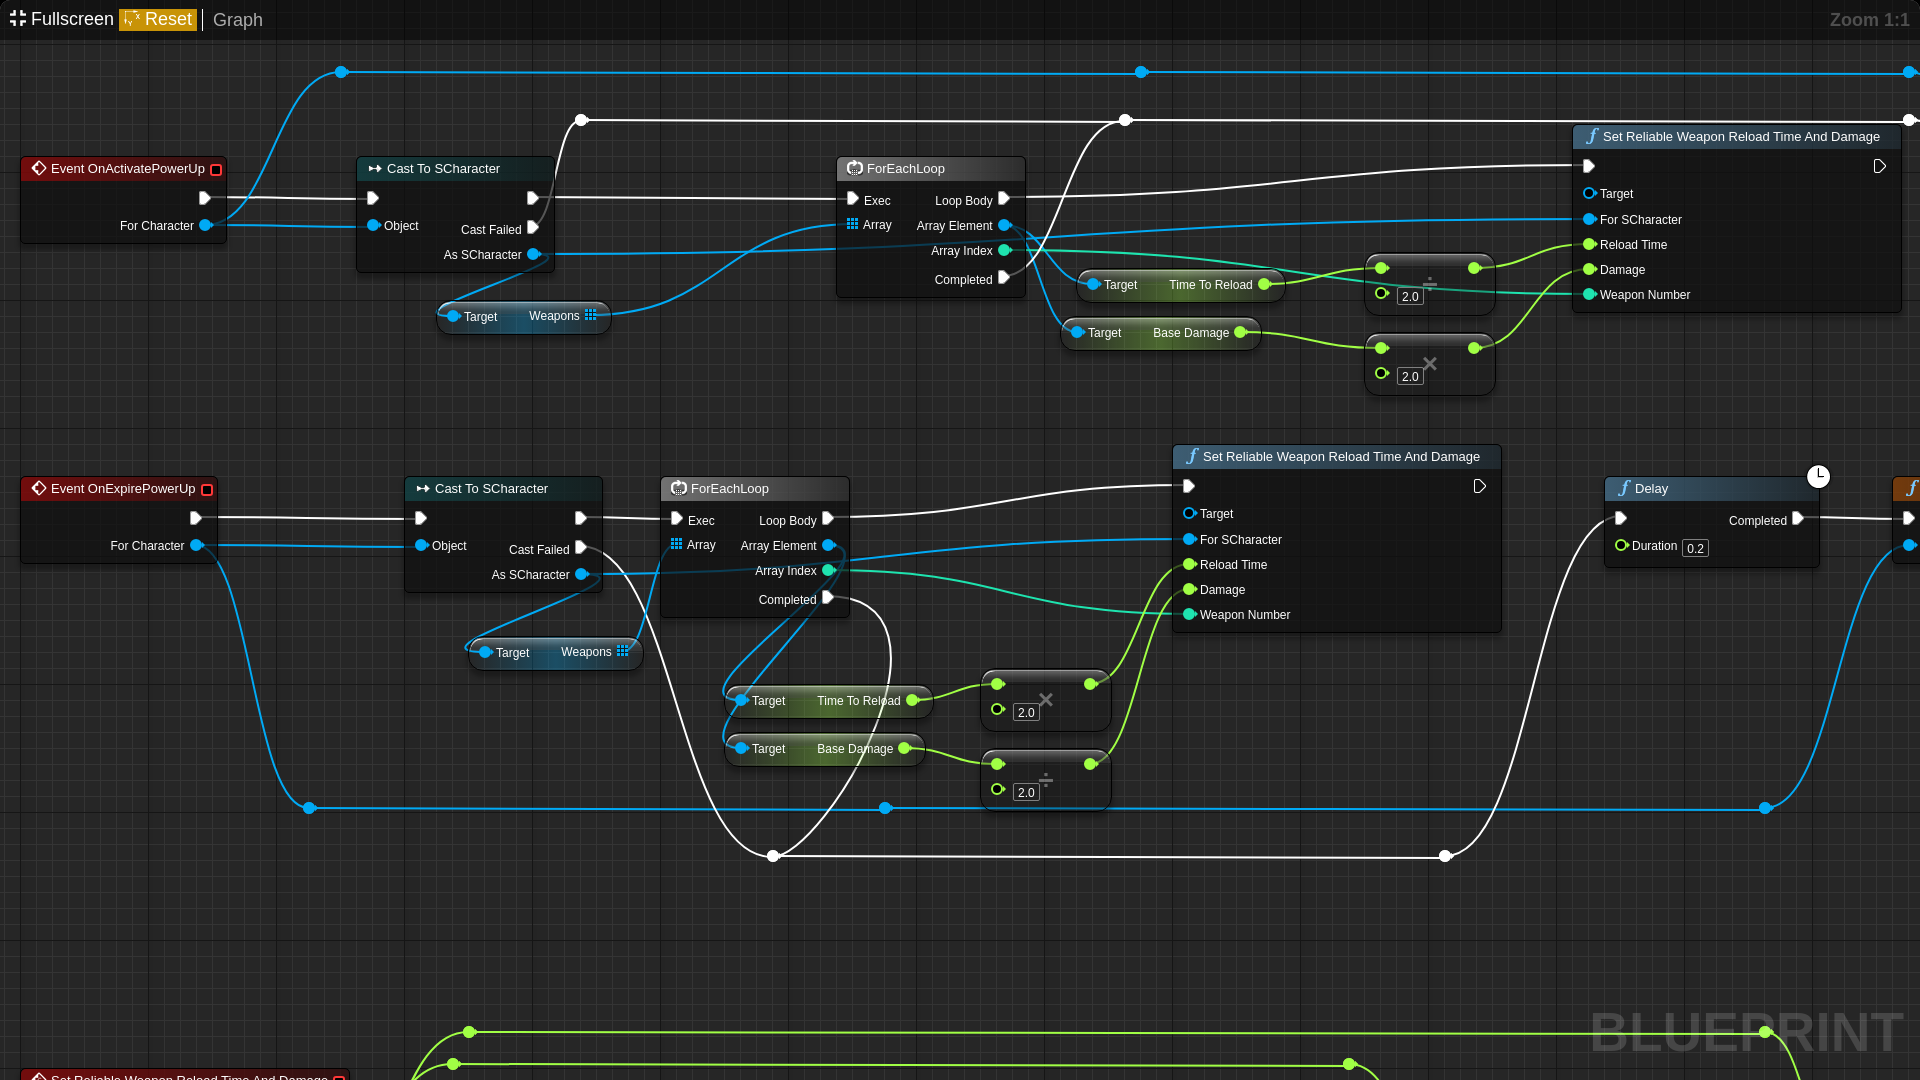 Fullscreen Reset Graph Zoom 1:1
Set Reliable Weapon Reload Time And Damage
Target
For SCharacter
Reload Time
Damage
Weapon Number
Event OnActivatePowerUp
For Character
Cast To SCharacter
Object
Cast Failed
As SCharacter
Target Weapons
ForEachLoop
Exec Loop Body
Array Array Element
Array Index
Completed
Target Time To Reload
Target Base Damage
÷
2.0
×
2.0
Event OnExpirePowerUp
For Character
Cast To SCharacter
Object
Cast Failed
As SCharacter
Target Weapons
ForEachLoop
Exec Loop Body
Array Array Element
Array Index
Completed
Target Time To Reload
Target Base Damage
×
2.0
÷
2.0
Set Reliable Weapon Reload Time And Damage
Target
For SCharacter
Reload Time
Damage
Weapon Number
Delay
Completed
Duration 0.2
BLUEPRINT
Set Reliable Weapon Reload Time And Damage